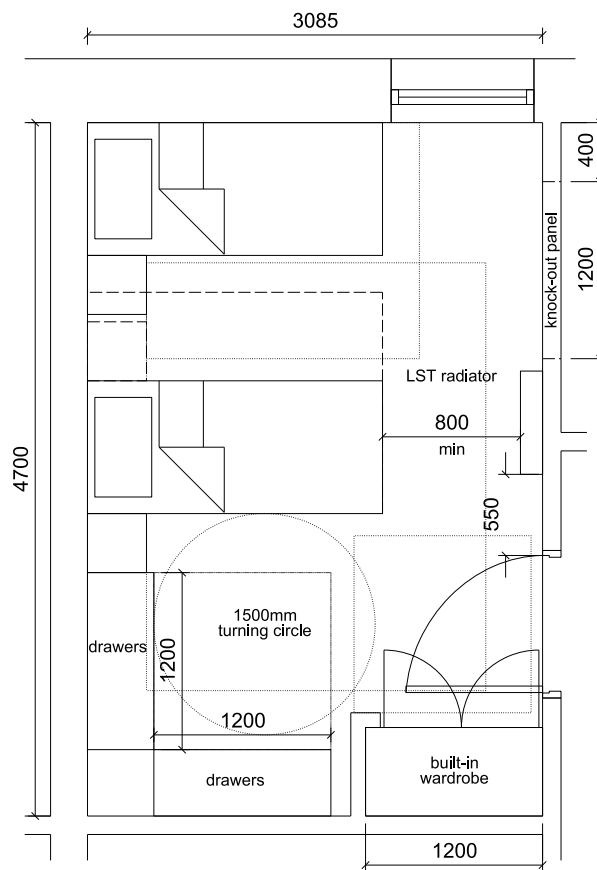 3085
400
knock-out panel
1200
LST radiator
800
min
4700
550
1500mm
turning circle
drawers
1200
1200
drawers
built-in
wardrobe
1200